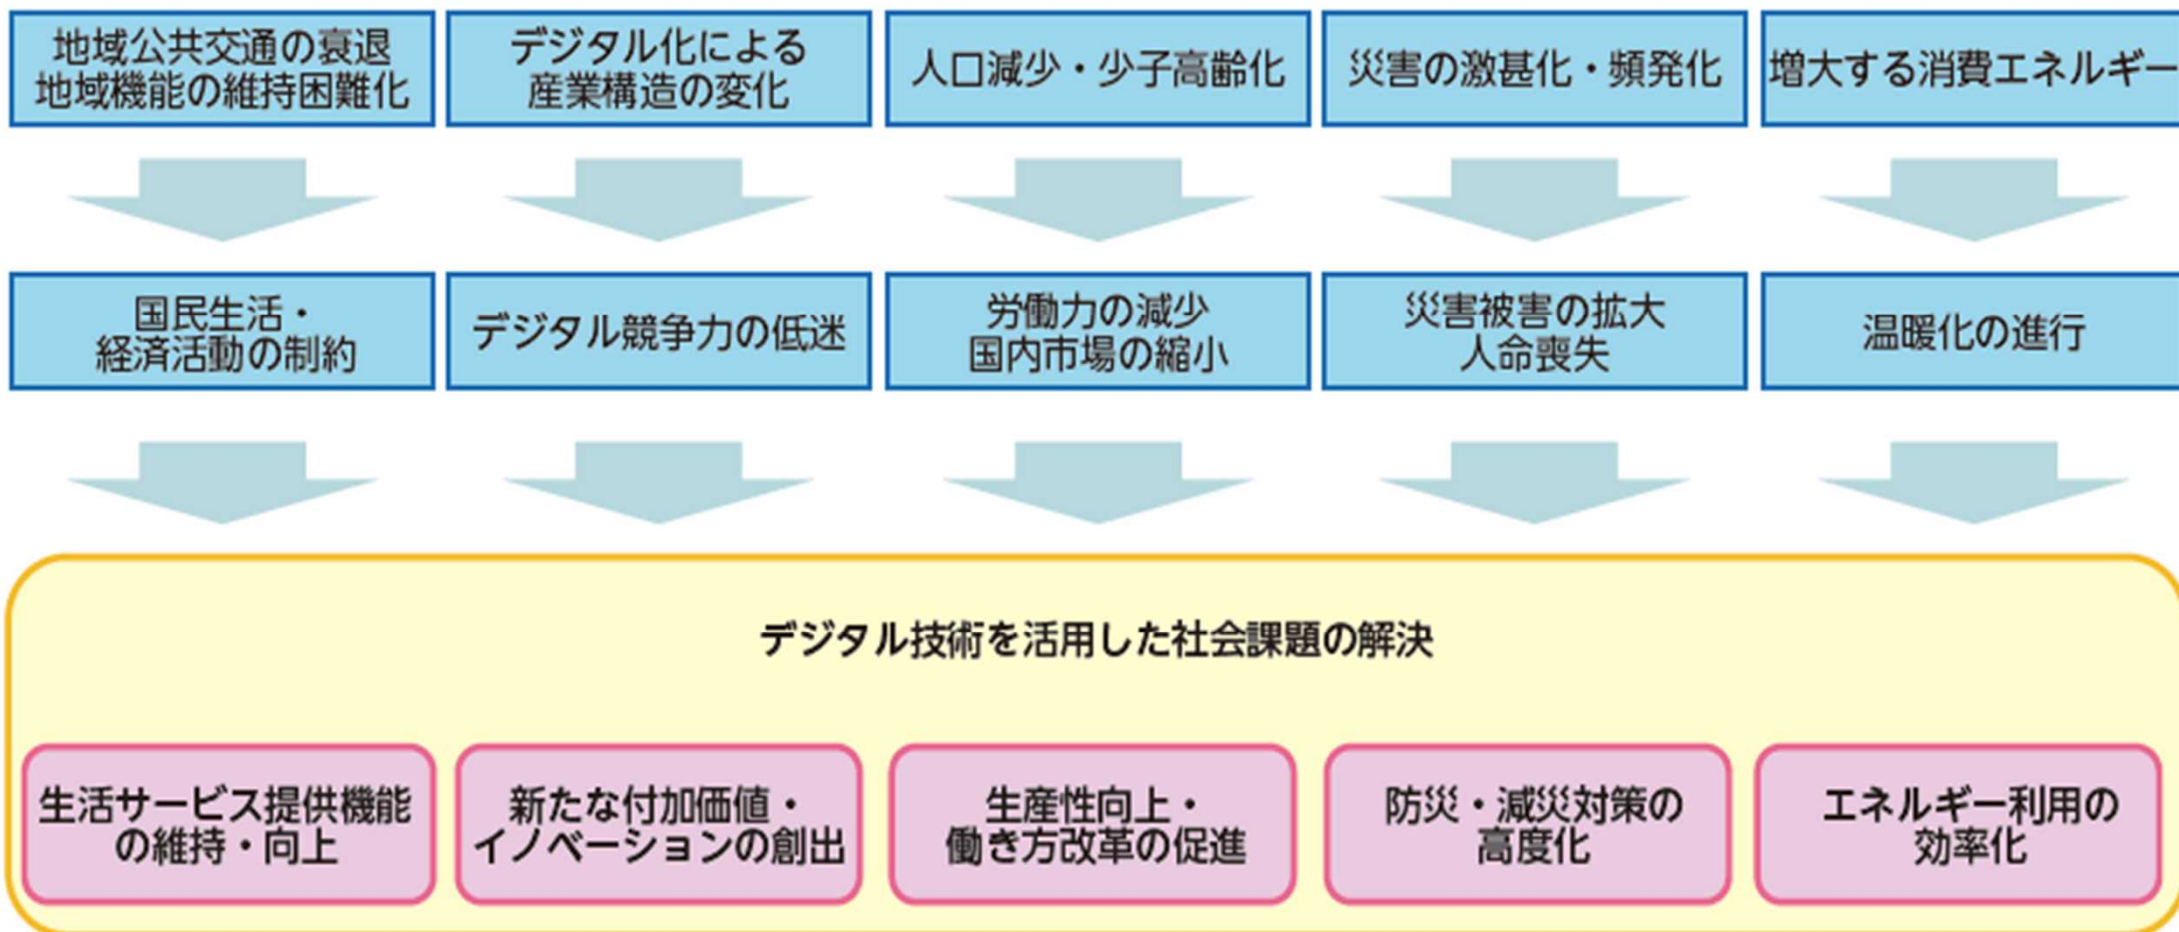 地域公共交通の衰退
地域機能の維持困難化
デジタル化による
産業構造の変化
人口減少・少子高齢化
災害の激甚化・頻発化
増大する消費エネルギー
国民生活・
経済活動の制約
デジタル競争力の低迷
労働力の減少
国内市場の縮小
災害被害の拡大
人命喪失
温暖化の進行
デジタル技術を活用した社会課題の解決
生活サービス提供機能
の維持・向上
新たな付加価値・
イノベーションの創出
生産性向上・
働き方改革の促進
防災・減災対策の
高度化
エネルギー利用の
効率化